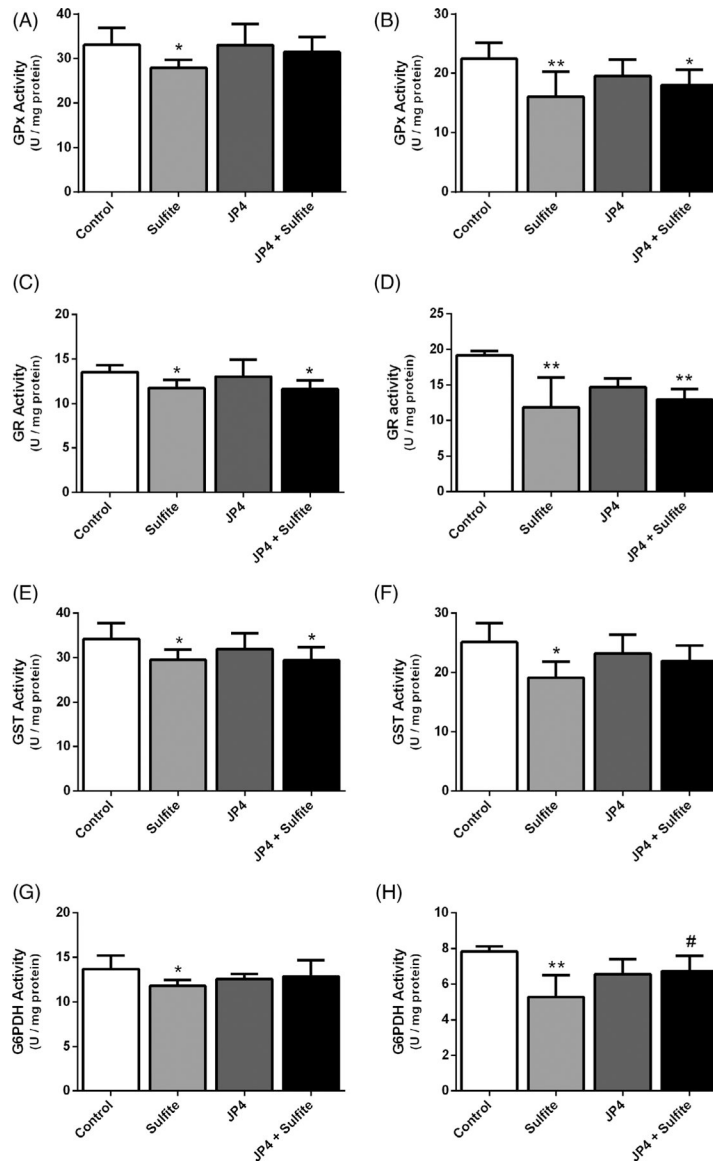 (A)
GPx Activity
(U / mg protein)
40
30
20
10
0
*
Control
Sulfite
JP4
JP4 + Sulfite
(B)
GPx Activity
(U / mg protein)
30
20
10
0
**
*
Control
Sulfite
JP4
JP4 + Sulfite
(C)
GR Activity
(U / mg protein)
20
15
10
5
0
*
*
Control
Sulfite
JP4
JP4 + Sulfite
(D)
GR activity
(U / mg protein)
25
20
15
10
5
0
**
**
Control
Sulfite
JP4
JP4 + Sulfite
(E)
GST Activity
(U / mg protein)
40
30
20
10
0
*
*
Control
Sulfite
JP4
JP4 + Sulfite
(F)
GST Activity
(U / mg protein)
30
20
10
0
*
Control
Sulfite
JP4
JP4 + Sulfite
(G)
G6PDH Activity
(U / mg protein)
20
15
10
5
0
*
Control
Sulfite
JP4
JP4 + Sulfite
(H)
G6PDH Activity
(U / mg protein)
10
8
6
4
2
0
**
#
Control
Sulfite
JP4
JP4 + Sulfite